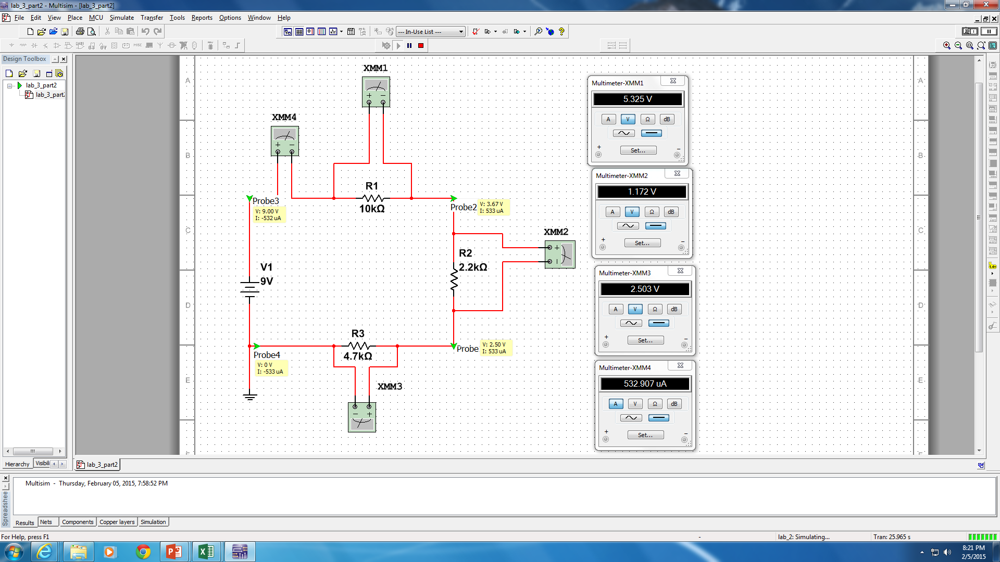 lab_3_part2 - Multisim - [lab_3_part2]
File Edit View Place MCU Simulate Transfer Tools Reports Options Window Help
--- In-Use List ---
MISC
Design Toolbox
lab_3_part2
lab_3_part2
A
B
C
D
E
A
B
C
D
E
XMM1
+ −
XMM4
+ −
R1
10kΩ
Probe3
V: 9.00 V
I: -532 uA
Probe2
V: 3.67 V
I: 533 uA
XMM2
R2
2.2kΩ
V1
9V
R3
4.7kΩ
Probe4
V: 0 V
I: -533 uA
Probe
V: 2.50 V
I: 533 uA
XMM3
− +
Multimeter-XMM1
5.325 V
A V Ω dB
+ −
Set...
Multimeter-XMM2
1.172 V
A V Ω dB
+ −
Set...
Multimeter-XMM3
2.503 V
A V Ω dB
+ −
Set...
Multimeter-XMM4
532.907 uA
A V Ω dB
+ −
Set...
1.4v
Hierarchy Visibili
lab_3_part2
Multisim - Thursday, February 05, 2015, 7:58:52 PM
Spreadshee
Results Nets Components Copper layers Simulation
For Help, press F1
-
lab_2: Simulating...
Tran: 25.965 s
8:21 PM
2/5/2015